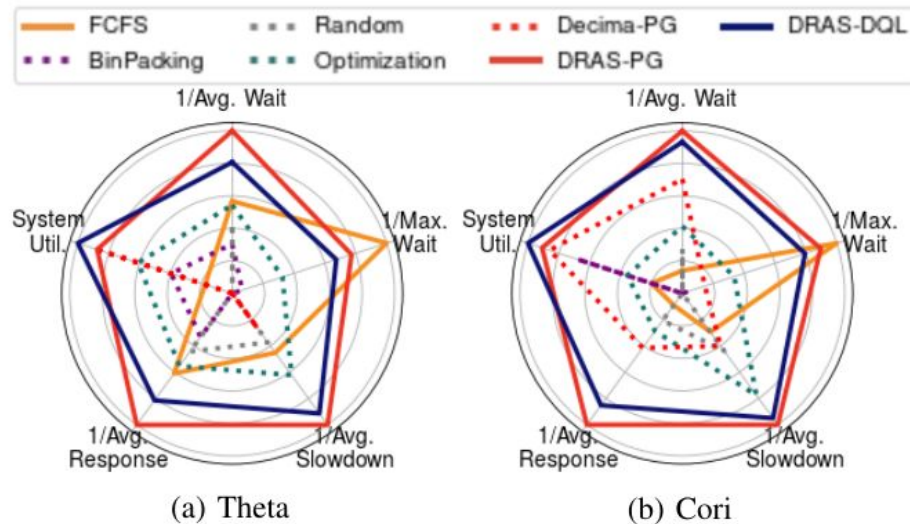 FCFS Random Decima-PG DRAS-DQL
BinPacking Optimization DRAS-PG
1/Avg. Wait
1/Max.
Wait
System
Util.
1/Avg.
Response
1/Avg.
Slowdown
(a) Theta
1/Avg. Wait
1/Max.
Wait
System
Util.
1/Avg.
Response
1/Avg.
Slowdown
(b) Cori